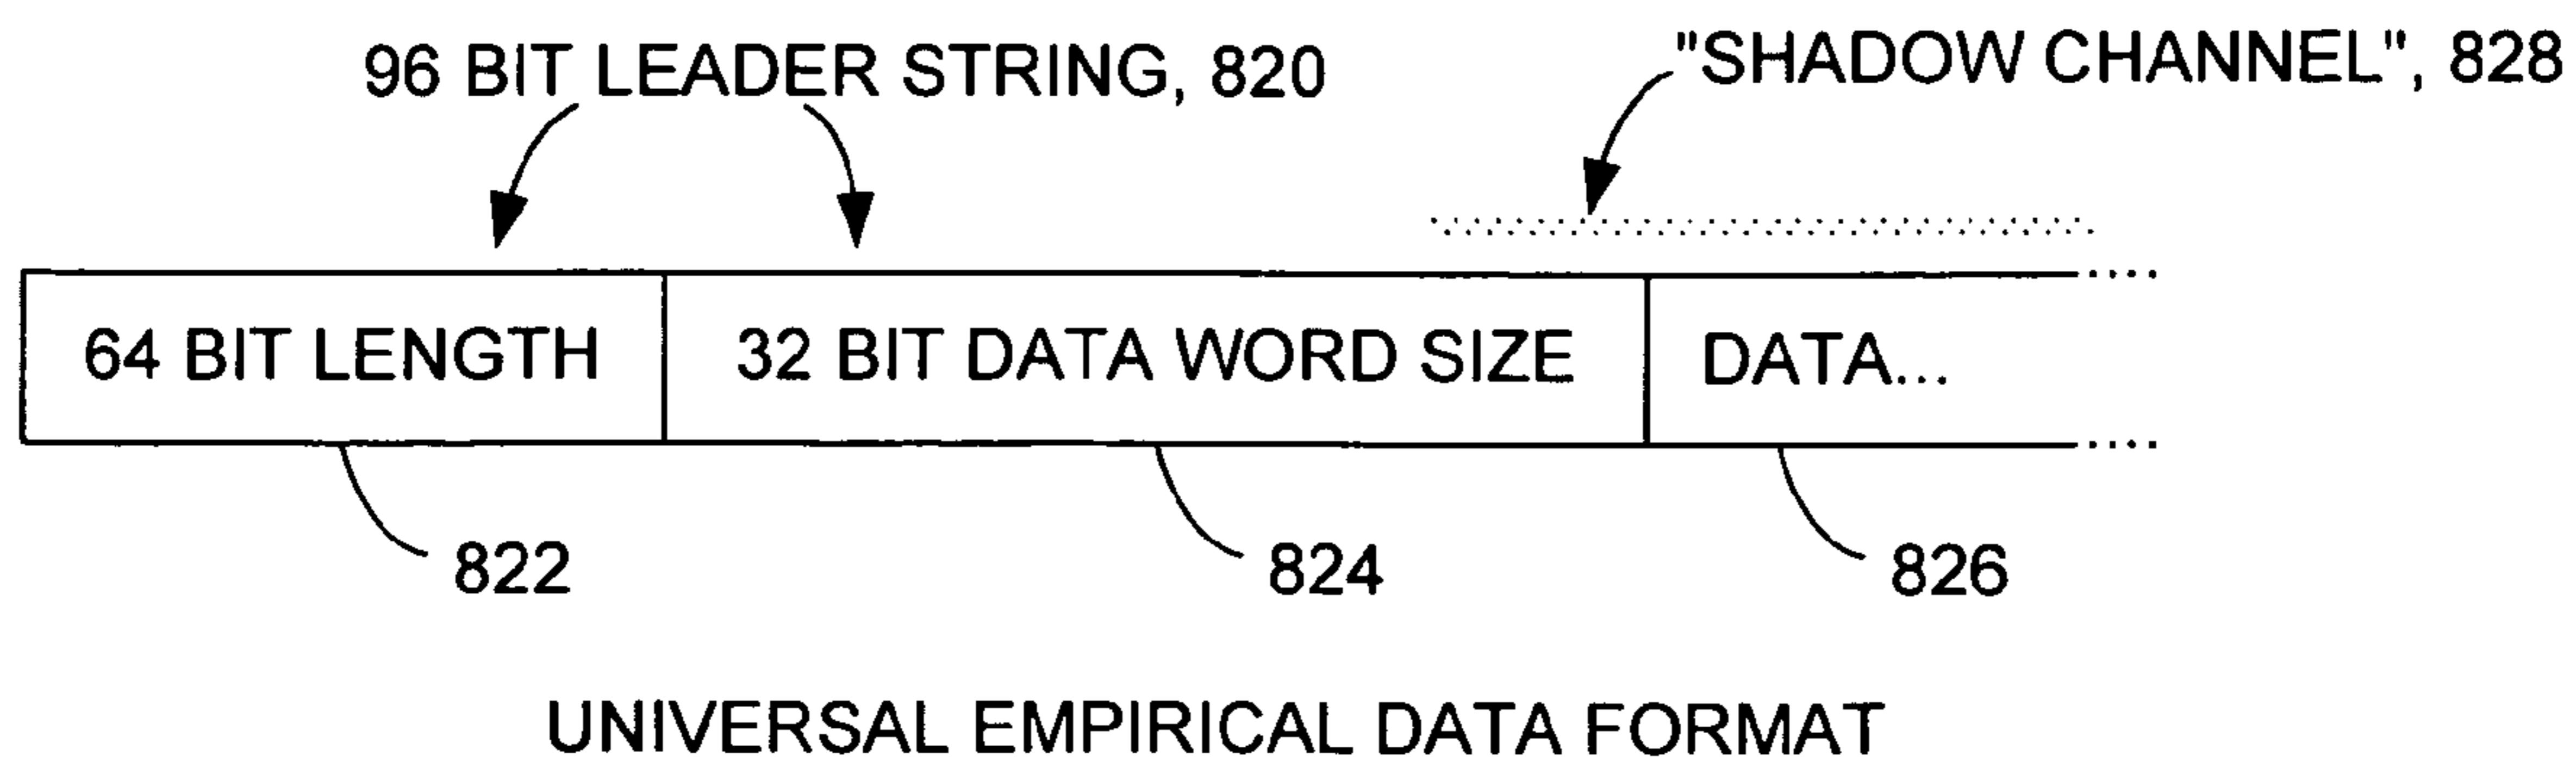 96 BIT LEADER STRING, 820
"SHADOW CHANNEL", 828
64 BIT LENGTH
32 BIT DATA WORD SIZE
DATA...
822
824
826
UNIVERSAL EMPIRICAL DATA FORMAT